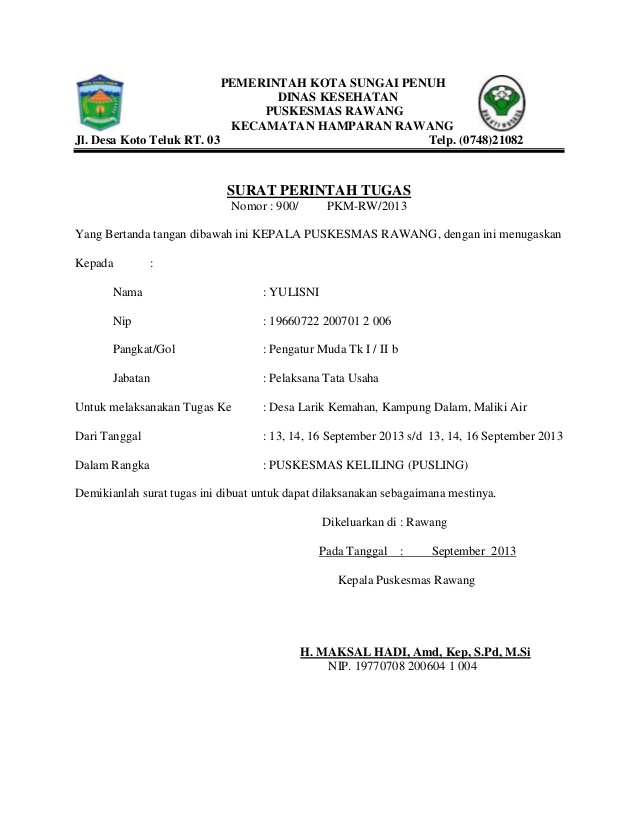 PEMERINTAH KOTA SUNGAI PENUH
DINAS KESEHATAN
PUSKESMAS RAWANG
KECAMATAN HAMPARAN RAWANG
Jl. Desa Koto Teluk RT. 03 Telp. (0748)21082
SURAT PERINTAH TUGAS
Nomor : 900/ PKM-RW/2013
Yang Bertanda tangan dibawah ini KEPALA PUSKESMAS RAWANG, dengan ini menugaskan
Kepada :
Nama : YULISNI
Nip : 19660722 200701 2 006
Pangkat/Gol : Pengatur Muda Tk I / II b
Jabatan : Pelaksana Tata Usaha
Untuk melaksanakan Tugas Ke : Desa Larik Kemahan, Kampung Dalam, Maliki Air
Dari Tanggal : 13, 14, 16 September 2013 s/d 13, 14, 16 September 2013
Dalam Rangka : PUSKESMAS KELILING (PUSLING)
Demikianlah surat tugas ini dibuat untuk dapat dilaksanakan sebagaimana mestinya.
Dikeluarkan di : Rawang
Pada Tanggal : September 2013
Kepala Puskesmas Rawang
H. MAKSAL HADI, Amd, Kep, S.Pd, M.Si
NIP. 19770708 200604 1 004